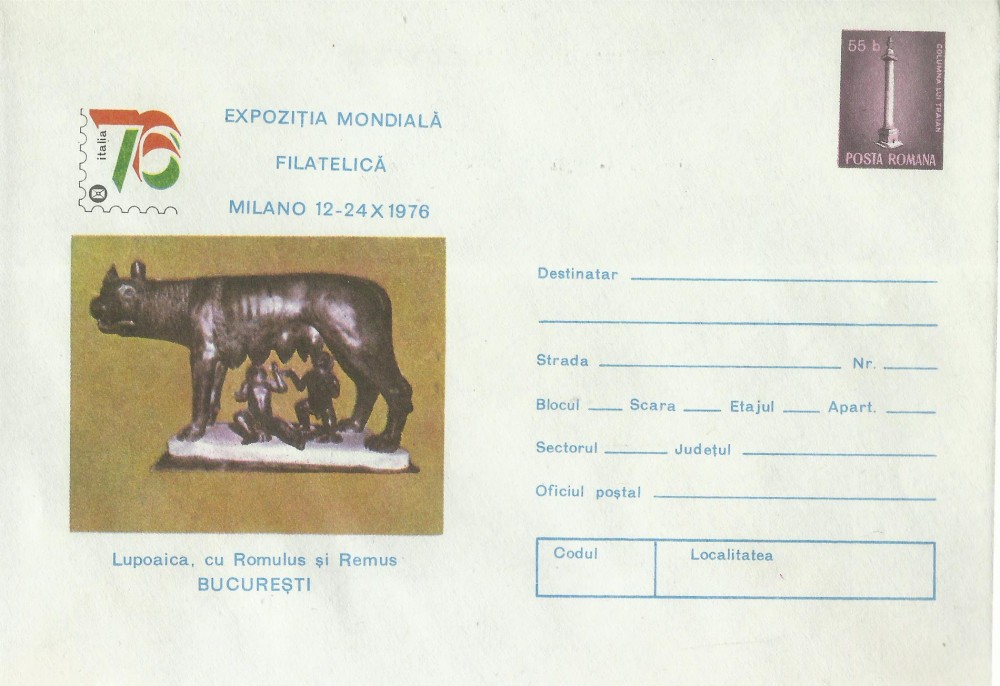 55 b
COLUMNA LUI TRAIAN
POSTA ROMANA
italia
76
EXPOZIȚIA MONDIALĂ
FILATELICĂ
MILANO 12-24 X 1976
Destinatar
Strada Nr.
Blocul Scara Etajul Apart.
Sectorul Județul
Oficiul poștal
Codul Localitatea
Lupoaica, cu Romulus și Remus
BUCUREȘTI